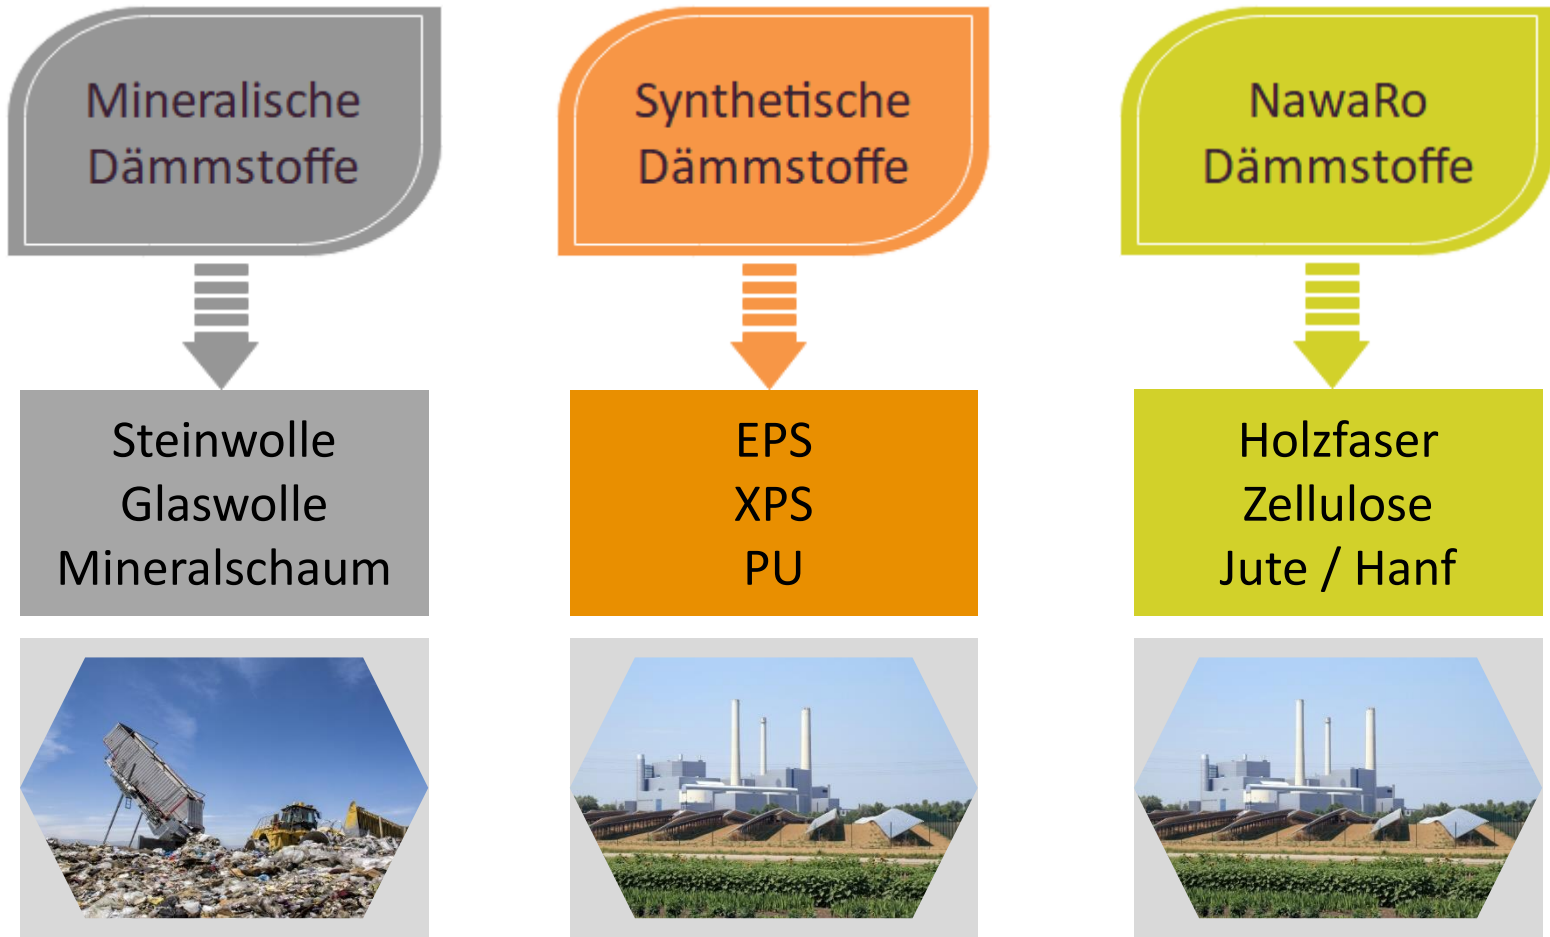 Mineralische
Dämmstoffe
Synthetische
Dämmstoffe
NawaRo
Dämmstoffe
Steinwolle
Glaswolle
Mineralschaum
EPS
XPS
PU
Holzfaser
Zellulose
Jute / Hanf